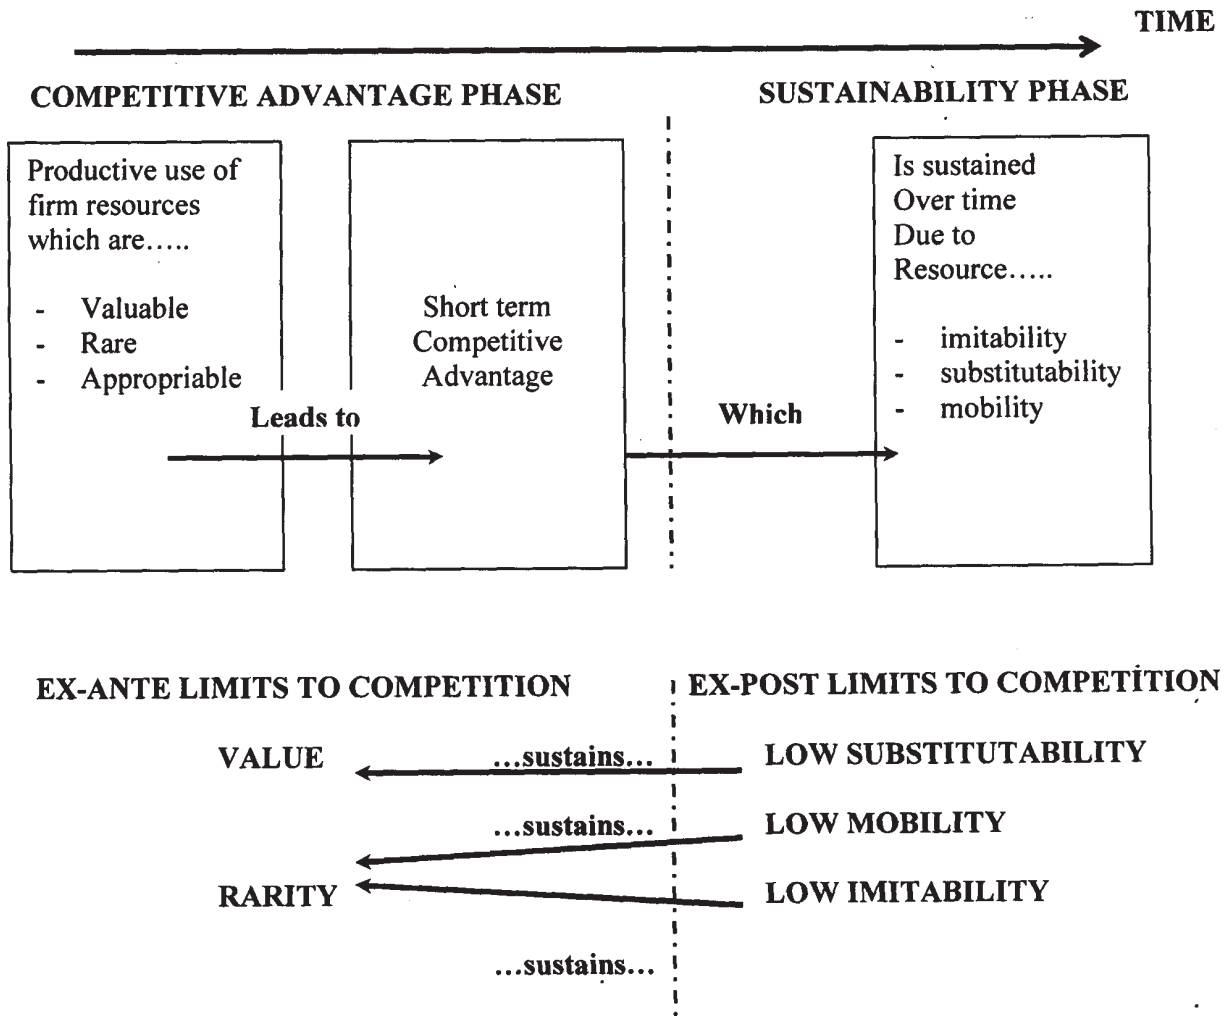 TIME
COMPETITIVE ADVANTAGE PHASE
SUSTAINABILITY PHASE
Productive use of
firm resources
which are.....
- Valuable
- Rare
- Appropriable
Leads to
Short term
Competitive
Advantage
Which
Is sustained
Over time
Due to
Resource.....
- imitability
- substitutability
- mobility
EX-ANTE LIMITS TO COMPETITION
EX-POST LIMITS TO COMPETITION
VALUE
...sustains...
LOW SUBSTITUTABILITY
...sustains...
LOW MOBILITY
RARITY
LOW IMITABILITY
...sustains...